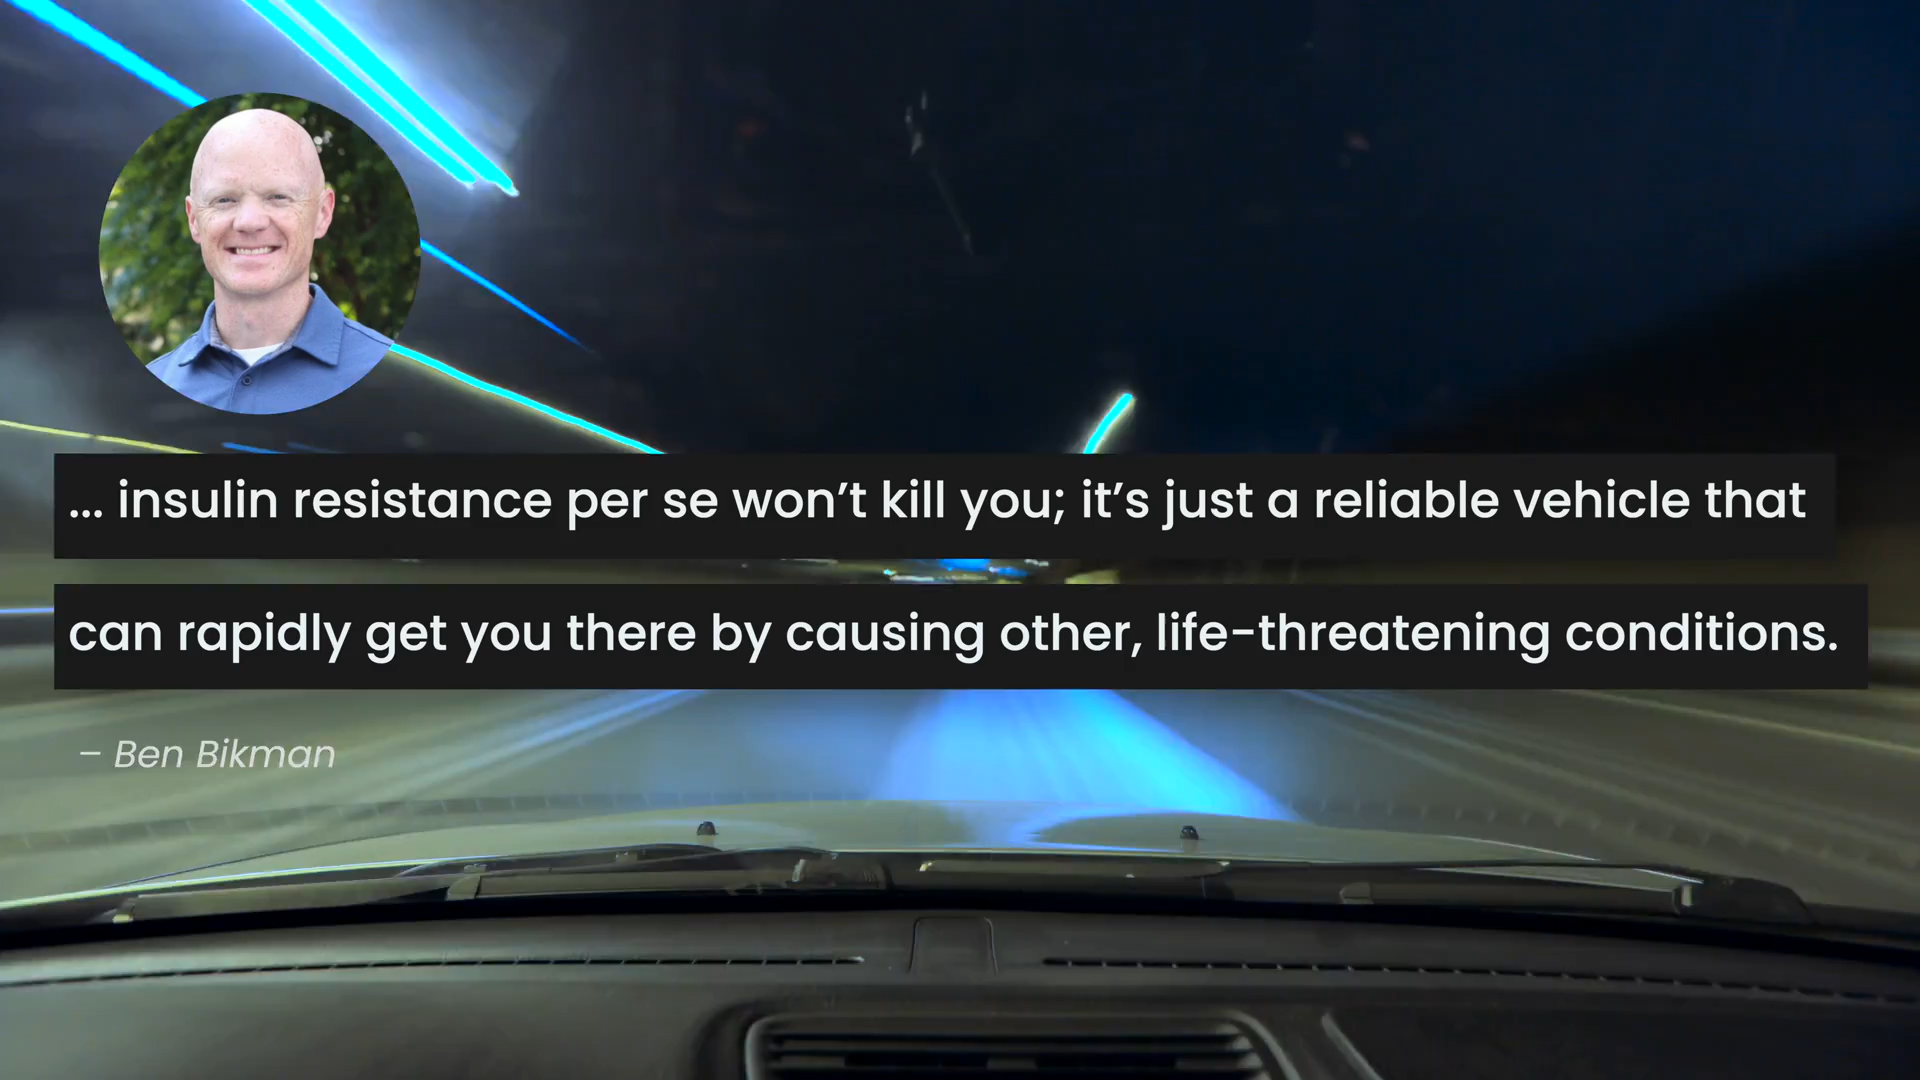 ... insulin resistance per se won’t kill you; it’s just a reliable vehicle that
can rapidly get you there by causing other, life-threatening conditions.
– Ben Bikman